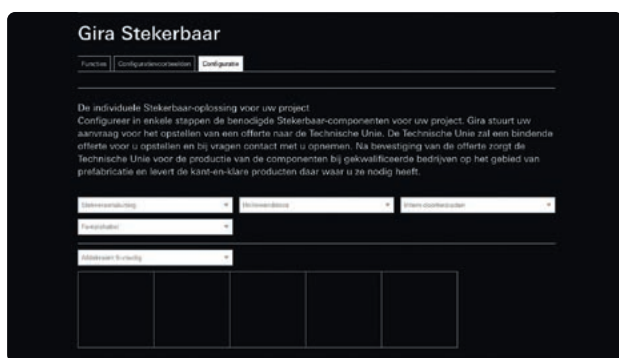 Gira Stekerbaar
Functies Configuratievoorbeelden Configuratie
De individuele Stekerbaar-oplossing voor uw project
Configureer in enkele stappen de benodigde Stekerbaar-componenten voor uw project. Gira stuurt uw
aanvraag voor het opstellen van een offerte naar de Technische Unie. De Technische Unie zal een bindende
offerte voor u opstellen en bij vragen contact met u opnemen. Na bevestiging van de offerte zorgt de
Technische Unie voor de productie van de componenten bij gekwalificeerde bedrijven op het gebied van
prefabricatie en levert de kant-en-klare producten daar waar u ze nodig heeft.